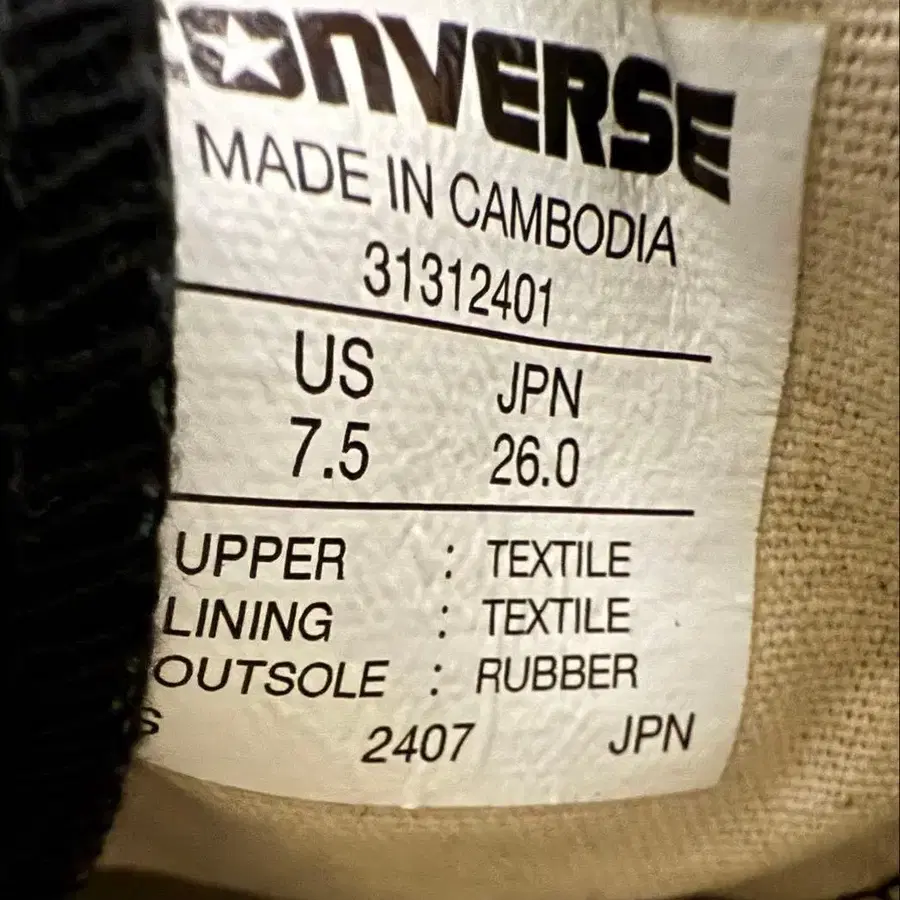 CONVERSE
MADE IN CAMBODIA
31312401
US JPN
7.5 26.0
UPPER : TEXTILE
LINING : TEXTILE
OUTSOLE : RUBBER
S 2407 JPN